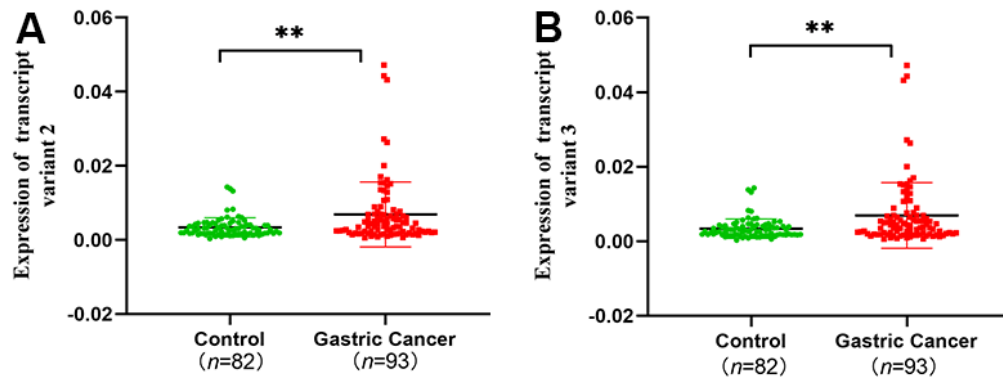 A
Expression of transcript
variant 2
0.06
0.04
0.02
0.00
-0.02
**
Control
(n=82)
Gastric Cancer
(n=93)
B
Expression of transcript
variant 3
0.06
0.04
0.02
0.00
-0.02
**
Control
(n=82)
Gastric Cancer
(n=93)